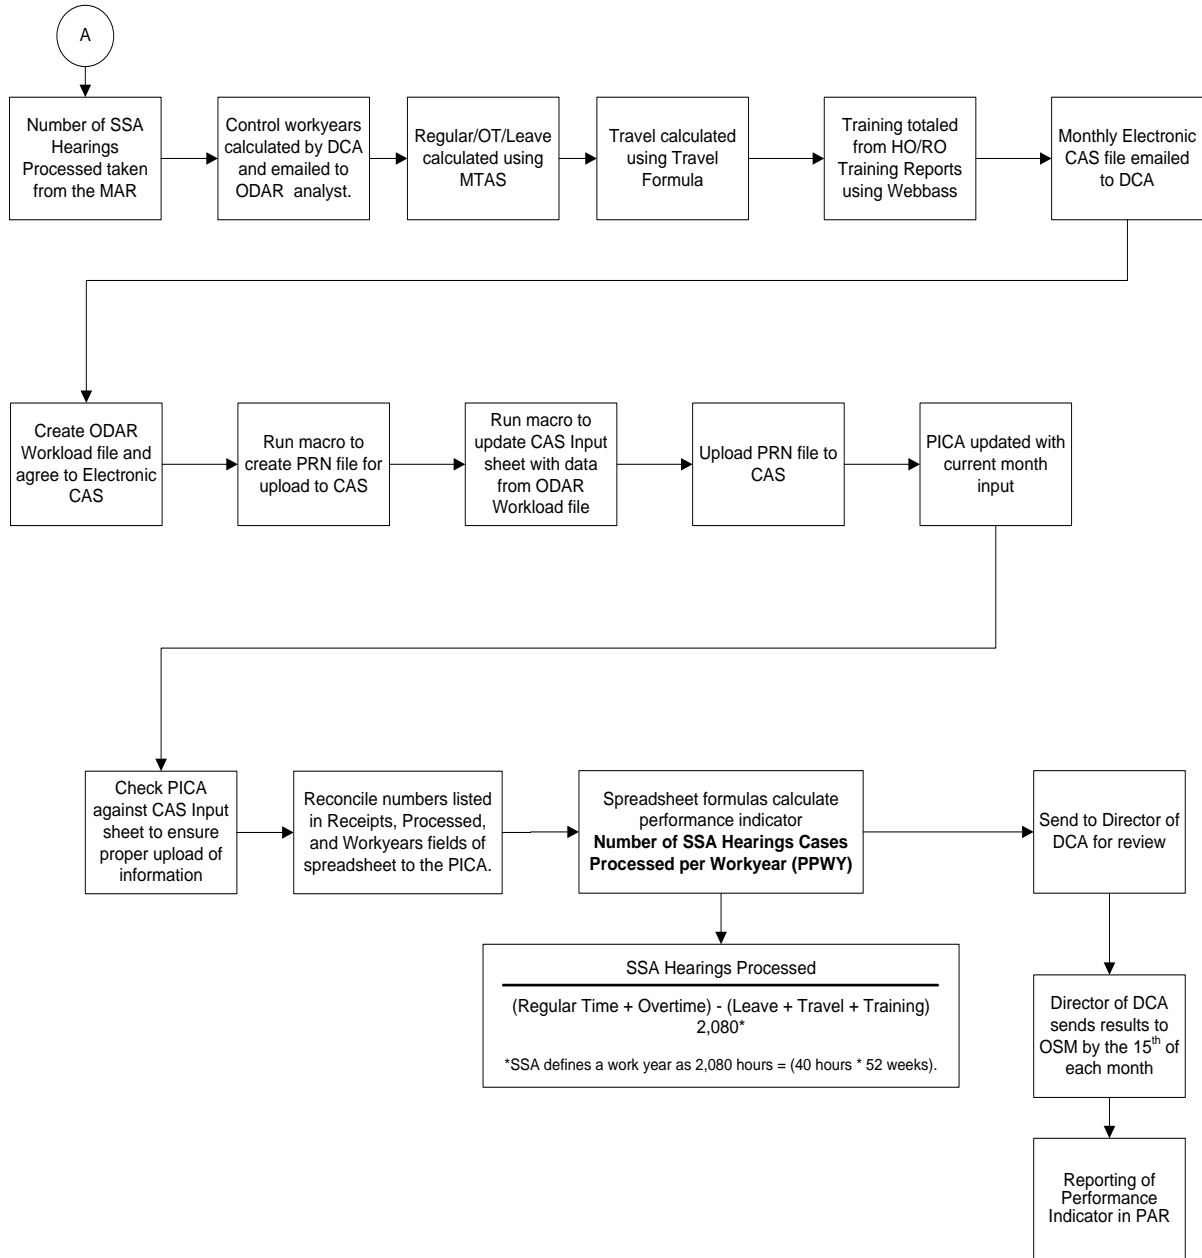 A
Number of SSA
Hearings
Processed taken
from the MAR
Control workyears
calculated by DCA
and emailed to
ODAR analyst.
Regular/OT/Leave
calculated using
MTAS
Travel calculated
using Travel
Formula
Training totaled
from HO/RO
Training Reports
using Webbass
Monthly Electronic
CAS file emailed
to DCA
Create ODAR
Workload file and
agree to Electronic
CAS
Run macro to
create PRN file for
upload to CAS
Run macro to
update CAS Input
sheet with data
from ODAR
Workload file
Upload PRN file to
CAS
PICA updated with
current month
input
Check PICA
against CAS Input
sheet to ensure
proper upload of
information
Reconcile numbers listed
in Receipts, Processed,
and Workyears fields of
spreadsheet to the PICA.
Spreadsheet formulas calculate
performance indicator
Number of SSA Hearings Cases
Processed per Workyear (PPWY)
Send to Director of
DCA for review
SSA Hearings Processed
(Regular Time + Overtime) - (Leave + Travel + Training)
2,080*
*SSA defines a work year as 2,080 hours = (40 hours * 52 weeks).
Director of DCA
sends results to
OSM by the 15th of
each month
Reporting of
Performance
Indicator in PAR